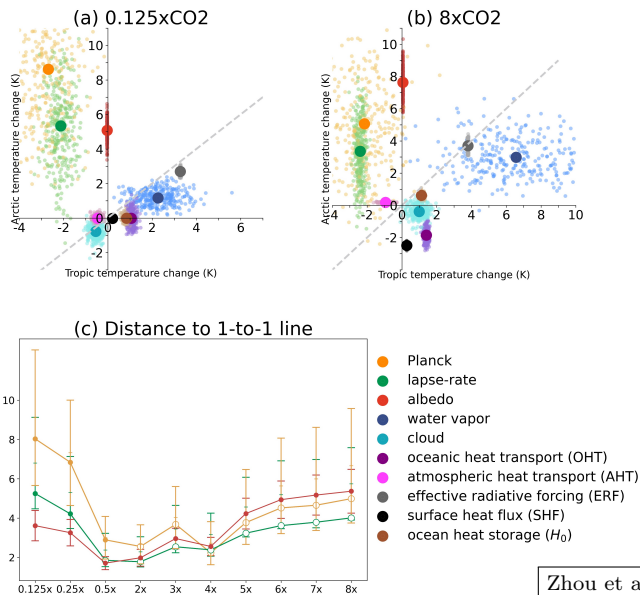 (a) 0.125xCO2
(b) 8xCO2
Arctic temperature change (K)
10
8
6
4
2
0
-2
-4
-2
0
2
4
6
Tropic temperature change (K)
Arctic temperature change (K)
10
8
6
4
2
0
-2
-4
-2
0
2
4
6
8
10
Tropic temperature change (K)
(c) Distance to 1-to-1 line
10
8
6
4
2
0.125x 0.25x 0.5x 2x 3x 4x 5x 6x 7x 8x
Planck
lapse-rate
albedo
water vapor
cloud
oceanic heat transport (OHT)
atmospheric heat transport (AHT)
effective radiative forcing (ERF)
surface heat flux (SHF)
ocean heat storage (H₀)
Zhou et a